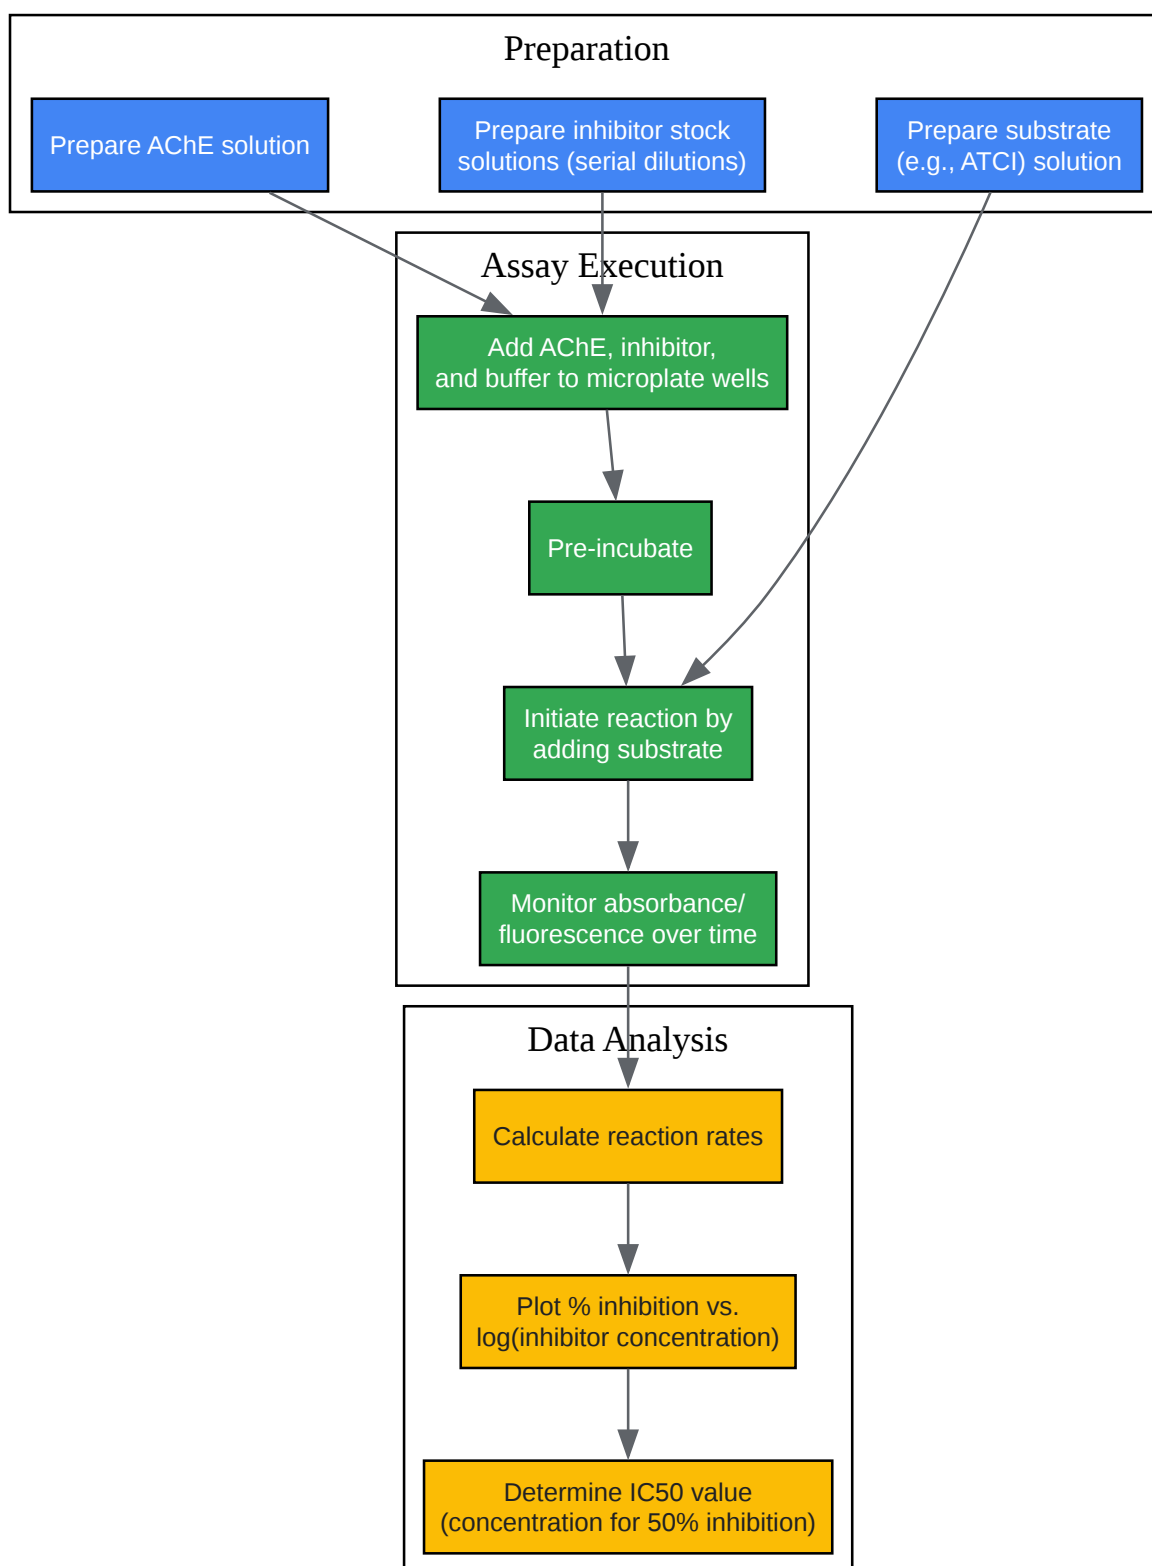 Preparation
Prepare AChE solution
Prepare inhibitor stock
solutions (serial dilutions)
Prepare substrate
(e.g., ATCI) solution
Assay Execution
Add AChE, inhibitor,
and buffer to microplate wells
Pre-incubate
Initiate reaction by
adding substrate
Monitor absorbance/
fluorescence over time
Data Analysis
Calculate reaction rates
Plot % inhibition vs.
log(inhibitor concentration)
Determine IC50 value
(concentration for 50% inhibition)